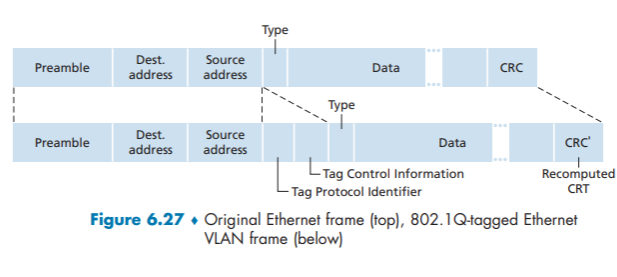 Type
Preamble Dest. address Source address Data CRC
Type
Preamble Dest. address Source address Data CRC'
Tag Control Information
Tag Protocol Identifier
Recomputed
CRT
Figure 6.27 ♦ Original Ethernet frame (top), 802.1Q-tagged Ethernet
VLAN frame (below)